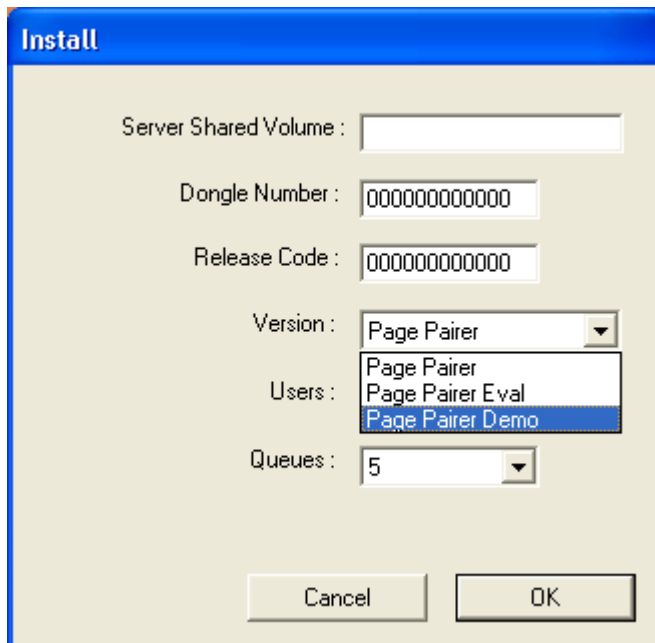 Install
Server Shared Volume :
Dongle Number : 000000000000
Release Code : 000000000000
Version : Page Pairer
Page Pairer
Users : Page Pairer Eval
Page Pairer Demo
Queues : 5
Cancel OK